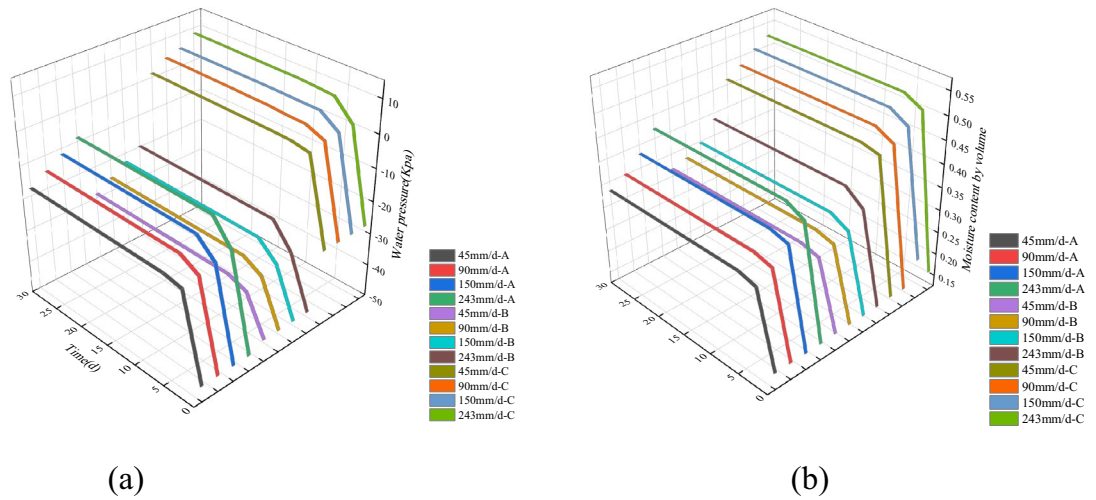 10
0
-10
-20
-30
-40
-50
Water pressure(Kpa)
30
25
20
15
10
5
0
Time(d)
45mm/d-A
90mm/d-A
150mm/d-A
243mm/d-A
45mm/d-B
90mm/d-B
150mm/d-B
243mm/d-B
45mm/d-C
90mm/d-C
150mm/d-C
243mm/d-C
(a)
0.55
0.50
0.45
0.40
0.35
0.30
0.25
0.20
0.15
Moisture content by volume
30
25
20
15
10
5
0
Time(d)
45mm/d-A
90mm/d-A
150mm/d-A
243mm/d-A
45mm/d-B
90mm/d-B
150mm/d-B
243mm/d-B
45mm/d-C
90mm/d-C
150mm/d-C
243mm/d-C
(b)